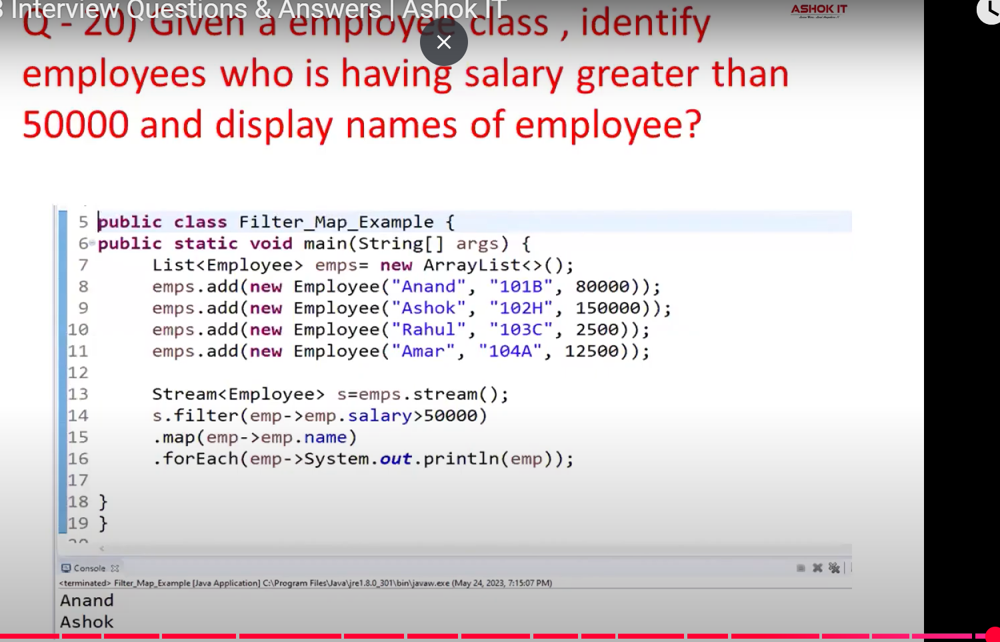 3 Interview Questions & Answers | Ashok IT
ASHOK IT
Q - 20) Given a employee class , identify
employees who is having salary greater than
50000 and display names of employee?
5 public class Filter_Map_Example {
6 public static void main(String[] args) {
7 List<Employee> emps= new ArrayList<>();
8 emps.add(new Employee("Anand", "101B", 80000));
9 emps.add(new Employee("Ashok", "102H", 150000));
10 emps.add(new Employee("Rahul", "103C", 2500));
11 emps.add(new Employee("Amar", "104A", 12500));
12
13 Stream<Employee> s=emps.stream();
14 s.filter(emp->emp.salary>50000)
15 .map(emp->emp.name)
16 .forEach(emp->System.out.println(emp));
17
18 }
19 }
Console
<terminated> Filter_Map_Example [Java Application] C:\Program Files\Java\jre1.8.0_301\bin\javaw.exe (May 24, 2023, 7:15:07 PM)
Anand
Ashok